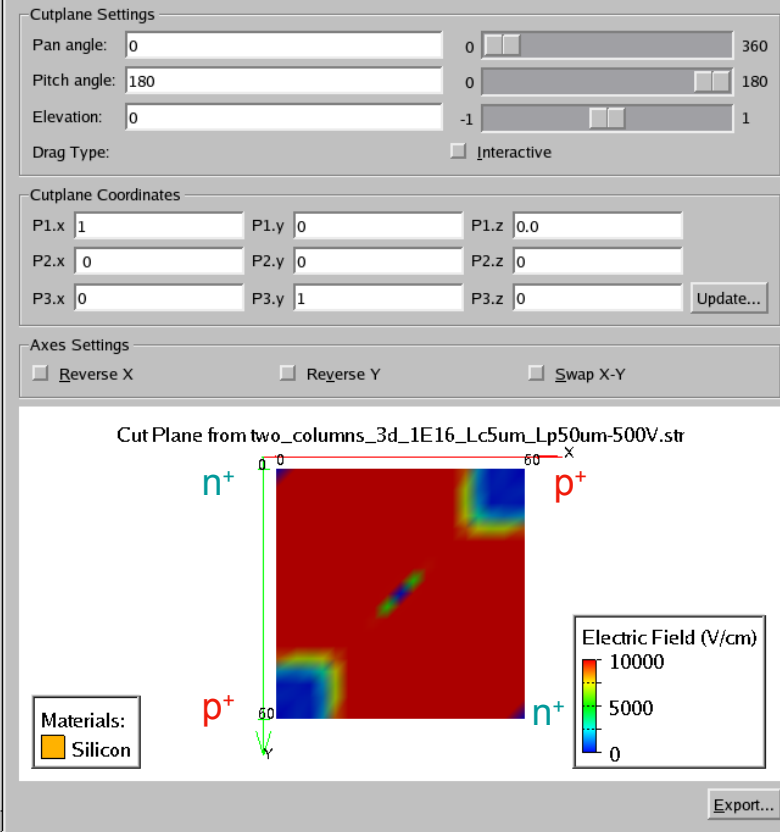 Cutplane Settings
Pan angle: 0 0 360
Pitch angle: 180 0 180
Elevation: 0 -1 1
Drag Type: Interactive
Cutplane Coordinates
P1.x 1 P1.y 0 P1.z 0.0
P2.x 0 P2.y 0 P2.z 0
P3.x 0 P3.y 1 P3.z 0 Update...
Axes Settings
Reverse X Reverse Y Swap X-Y
Cut Plane from two_columns_3d_1E16_Lc5um_Lp50um-500V.str
0 0 60 X
n+ p+
Electric Field (V/cm)
10000
5000
0
p+ 60 n+
Y
Materials:
Silicon
Export...